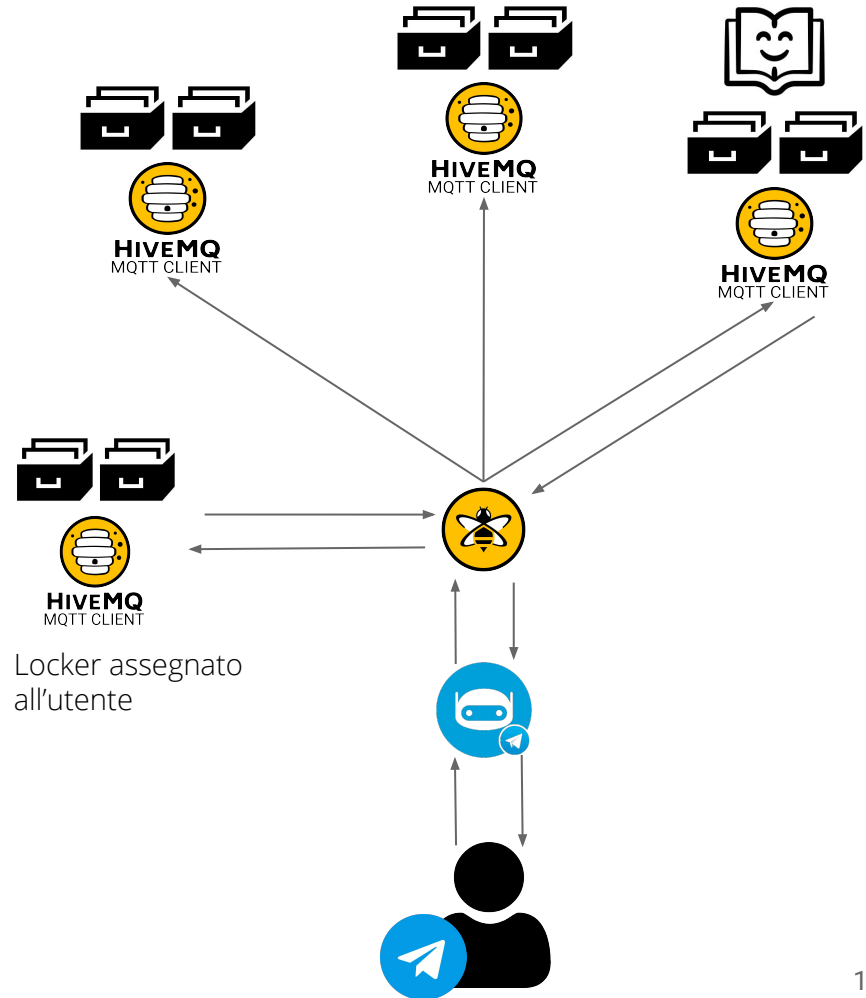 HIVEMQ
MQTT CLIENT
HIVEMQ
MQTT CLIENT
HIVEMQ
MQTT CLIENT
HIVEMQ
MQTT CLIENT
Locker assegnato
all’utente
1